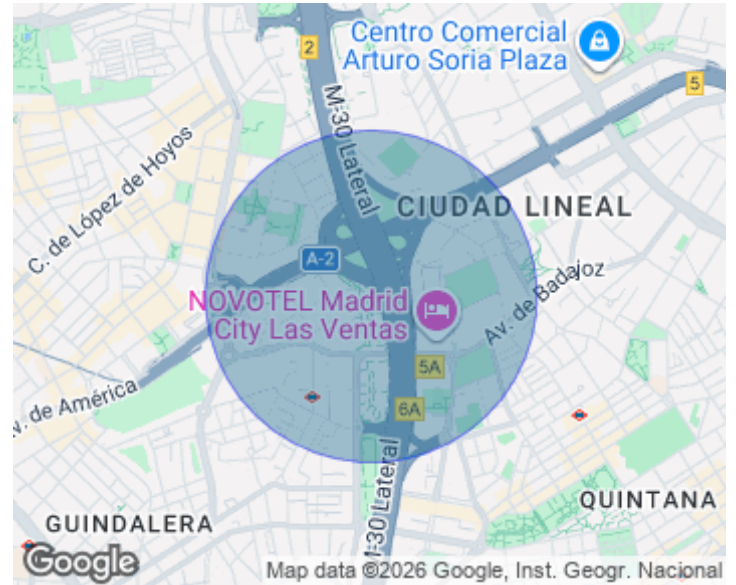 Centro Comercial
Arturo Soria Plaza
2
5
M-30 Lateral
C. de López de Hoyos
CIUDAD LINEAL
A-2
NOVOTEL Madrid
City Las Ventas
Av. de Badajoz
5A
v. de América
6A
M-30 Lateral
QUINTANA
GUINDALERA
Google
Map data ©2026 Google, Inst. Geogr. Nacional